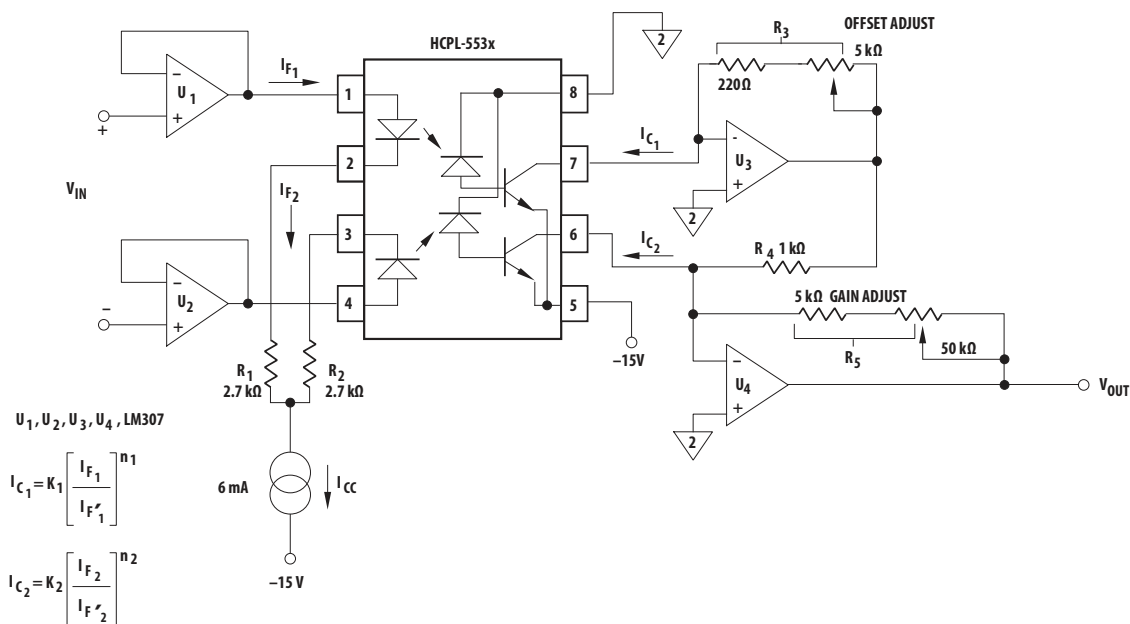 HCPL-553x
OFFSET ADJUST
R3
5 kΩ
220Ω
2
IF1
1
8
U1
−
+
+
2
7
IC1
-
U3
+
2
VIN
IF2
3
6
IC2
R4 1kΩ
−
U2
+
−
4
5
5 kΩ GAIN ADJUST
50 kΩ
R5
−15V
R1
2.7 kΩ
R2
2.7 kΩ
−
U4
+
2
VOUT
U1, U2, U3, U4, LM307
IC1 = K1 [IF1 / IF′1] n1
6 mA
ICC
−15 V
IC2 = K2 [IF2 / IF′2] n2